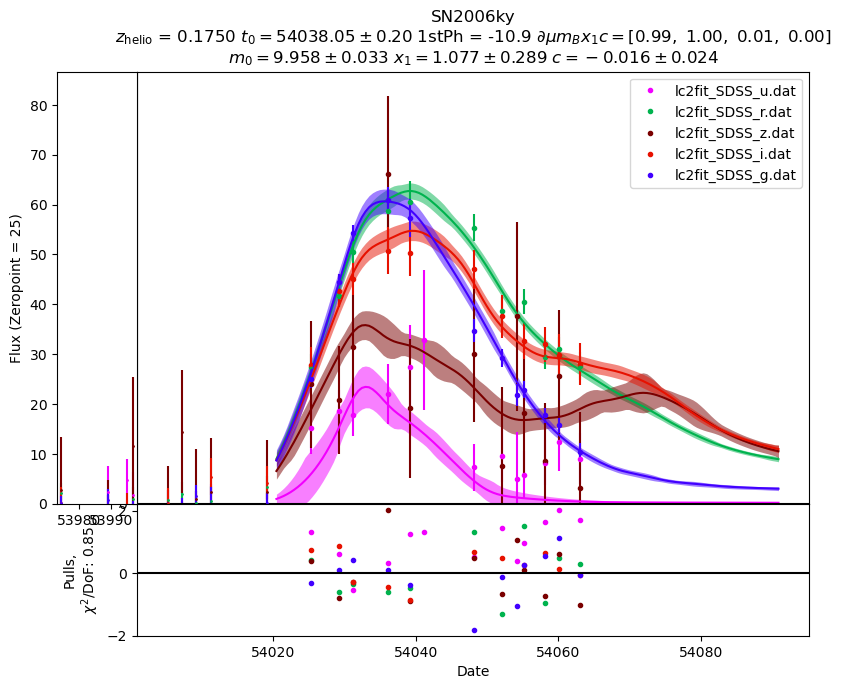 SN2006ky
z_helio = 0.1750 t_0 = 54038.05 ± 0.20 1stPh = -10.9 ∂μm_Bx_1c = [0.99, 1.00, 0.01, 0.00]
m_0 = 9.958 ± 0.033 x_1 = 1.077 ± 0.289 c = −0.016 ± 0.024
lc2fit_SDSS_u.dat
lc2fit_SDSS_r.dat
lc2fit_SDSS_z.dat
lc2fit_SDSS_i.dat
lc2fit_SDSS_g.dat
Flux (Zeropoint = 25)
80
70
60
50
40
30
20
10
0
53980
53990
Pulls,
χ²/DoF: 0.85
2
0
−2
54020
54040
54060
54080
Date